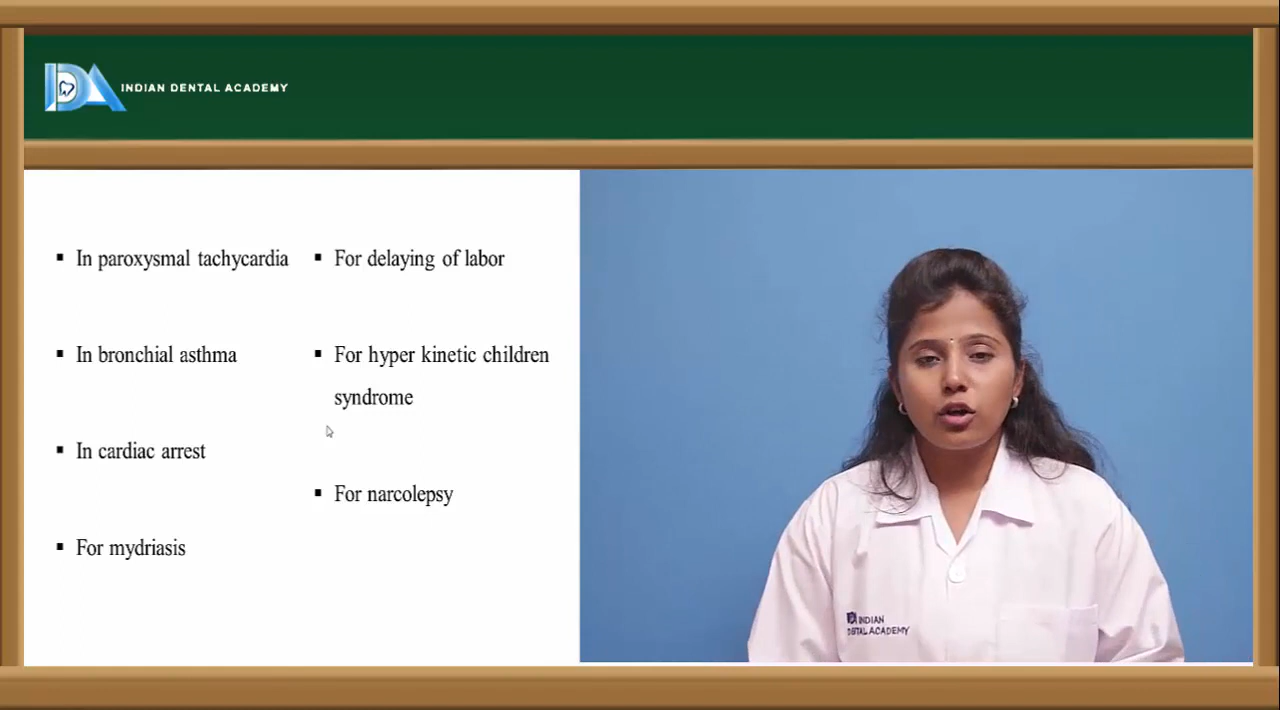 INDIAN DENTAL ACADEMY
▪ In paroxysmal tachycardia
▪ In bronchial asthma
▪ In cardiac arrest
▪ For mydriasis
▪ For delaying of labor
▪ For hyper kinetic children
syndrome
▪ For narcolepsy
INDIAN
DENTAL ACADEMY